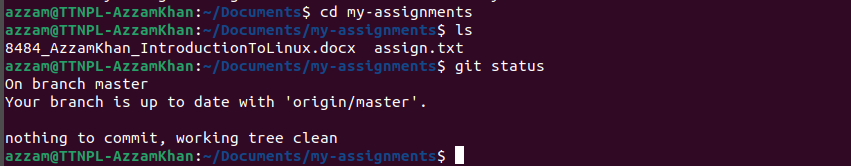 azzam@TTNPL-AzzamKhan:~/Documents$ cd my-assignments
azzam@TTNPL-AzzamKhan:~/Documents/my-assignments$ ls
8484_AzzamKhan_IntroductionToLinux.docx  assign.txt
azzam@TTNPL-AzzamKhan:~/Documents/my-assignments$ git status
On branch master
Your branch is up to date with 'origin/master'.

nothing to commit, working tree clean
azzam@TTNPL-AzzamKhan:~/Documents/my-assignments$